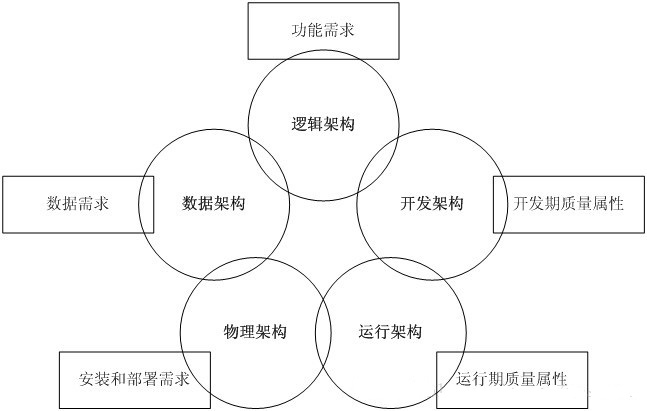 功能需求
逻辑架构
数据需求
数据架构
开发架构
开发期质量属性
物理架构
运行架构
安装和部署需求
运行期质量属性